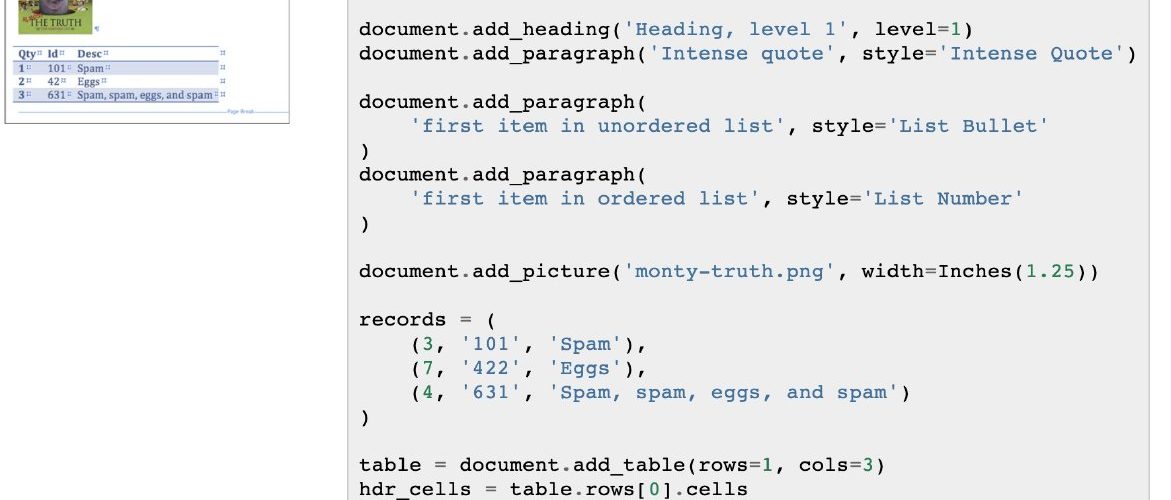 THE TRUTH
Qty Id Desc
1 101 Spam
2 42 Eggs
3 631 Spam, spam, eggs, and spam
Page Break
document.add_heading('Heading, level 1', level=1)
document.add_paragraph('Intense quote', style='Intense Quote')
document.add_paragraph(
    'first item in unordered list', style='List Bullet'
)
document.add_paragraph(
    'first item in ordered list', style='List Number'
)
document.add_picture('monty-truth.png', width=Inches(1.25))
records = (
    (3, '101', 'Spam'),
    (7, '422', 'Eggs'),
    (4, '631', 'Spam, spam, eggs, and spam')
)
table = document.add_table(rows=1, cols=3)
hdr_cells = table.rows[0].cells